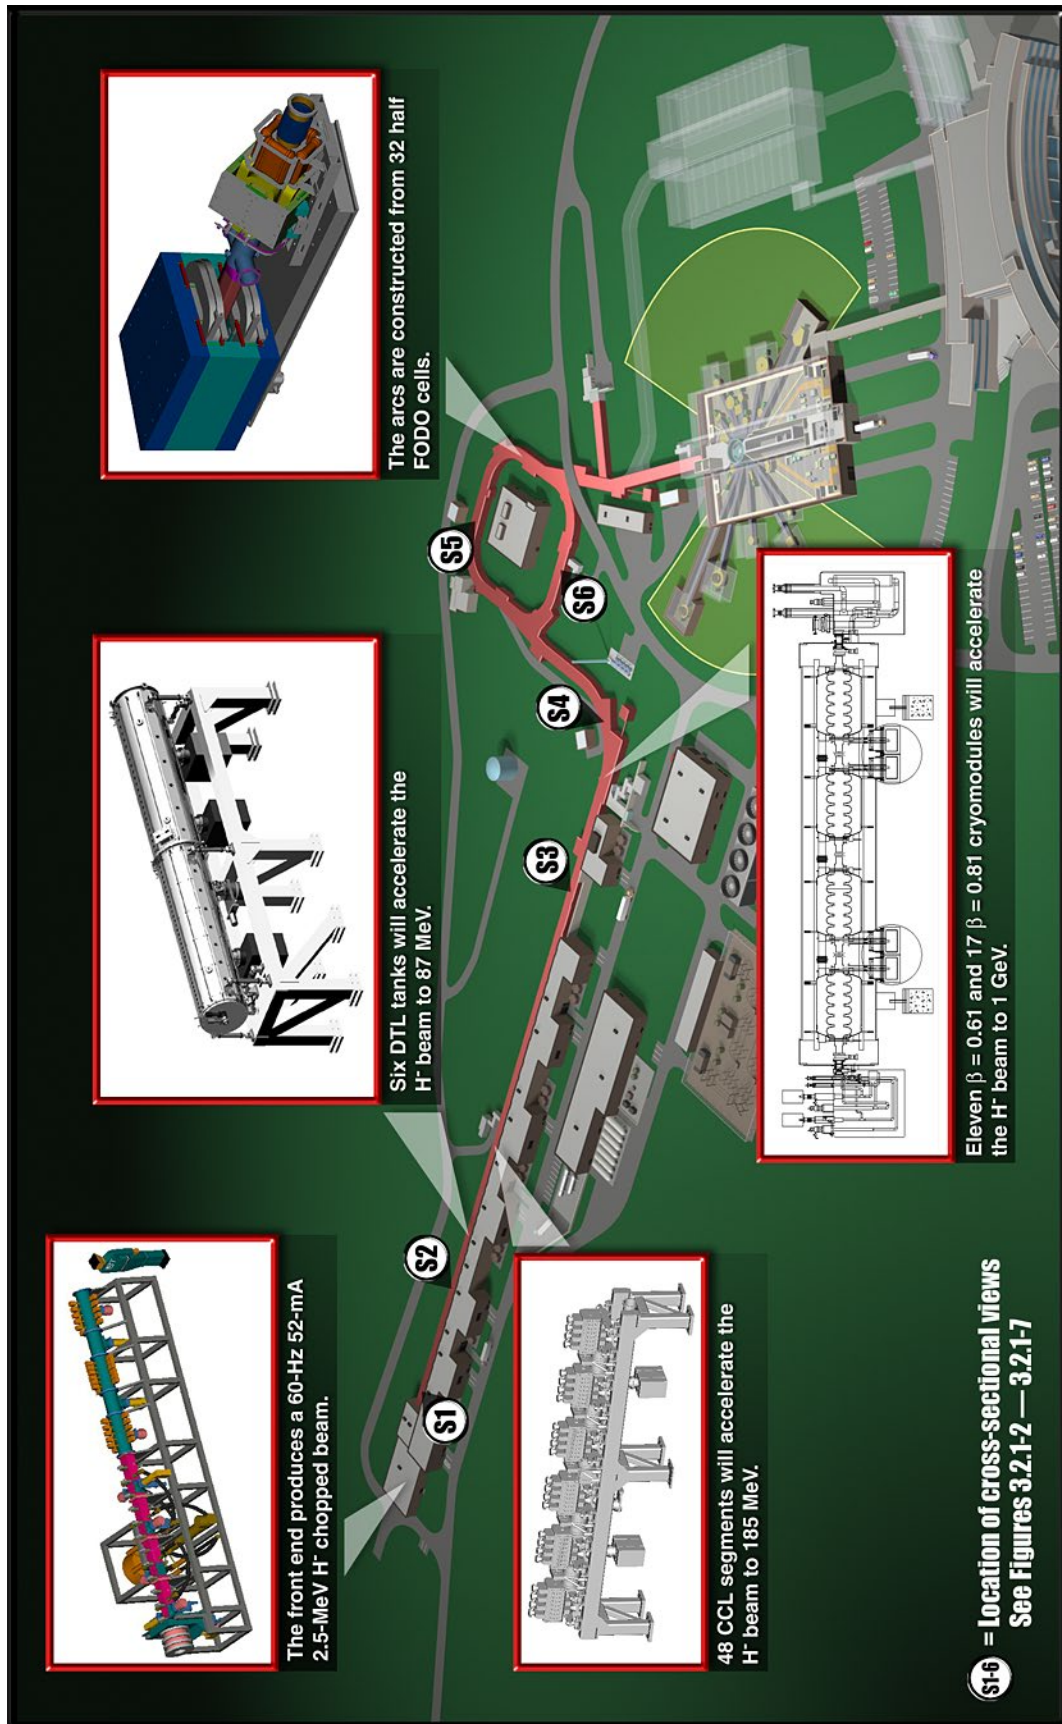 The front end produces a 60-Hz 52-mA
2.5-MeV H⁻ chopped beam.
Six DTL tanks will accelerate the
H⁻ beam to 87 MeV.
The arcs are constructed from 32 half
FODO cells.
S1
S2
S3
S4
S5
S6
48 CCL segments will accelerate the
H⁻ beam to 185 MeV.
Eleven β = 0.61 and 17 β = 0.81 cryomodules will accelerate
the H⁻ beam to 1 GeV.
S1-6 = Location of cross-sectional views
See Figures 3.2.1-2 — 3.2.1-7